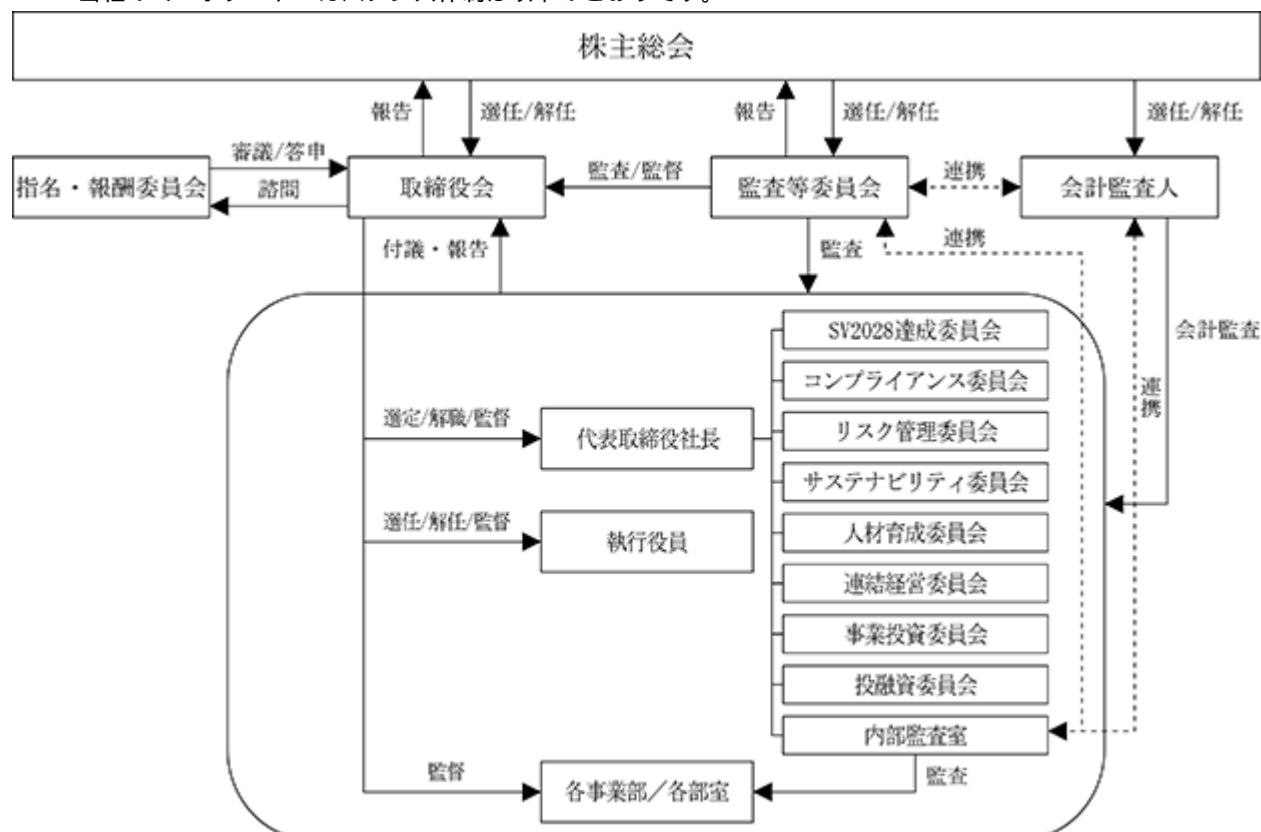 株主総会
報告
選任/解任
報告
選任/解任
選任/解任
審議/答申
指名・報酬委員会
諮問
取締役会
監査/監督
監査等委員会
連携
会計監査人
付議・報告
監査
連携
会計監査
連携
SV2028達成委員会
コンプライアンス委員会
選定/解職/監督
代表取締役社長
リスク管理委員会
サステナビリティ委員会
選任/解任/監督
執行役員
人材育成委員会
連結経営委員会
事業投資委員会
投融資委員会
内部監査室
監督
各事業部/各部室
監査